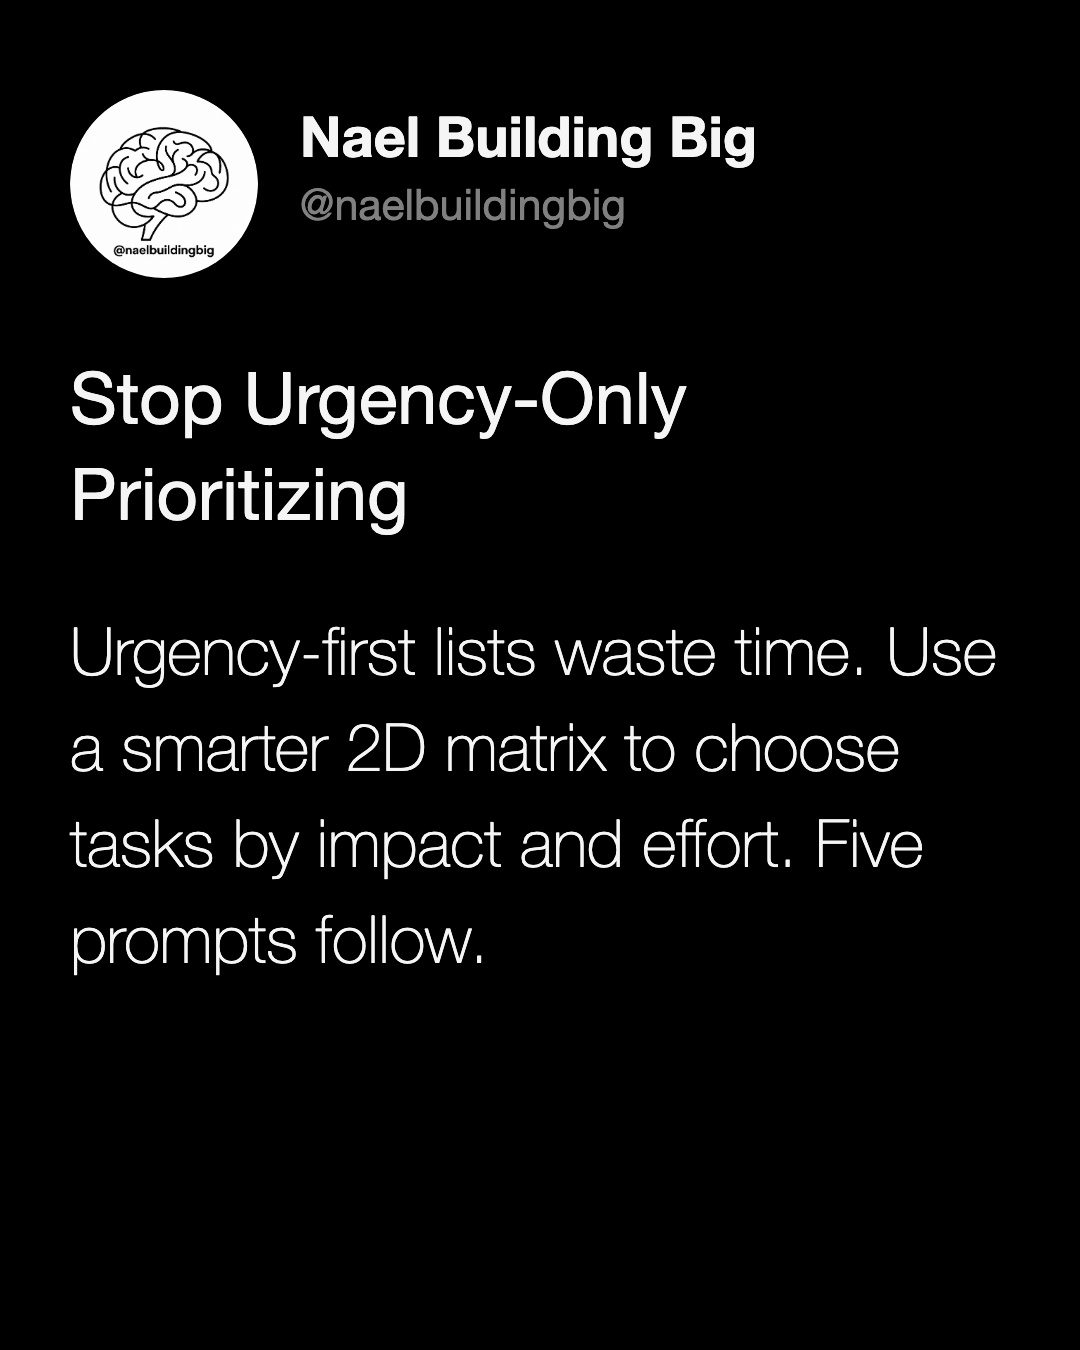 Nael Building Big
@naelbuildingbig
@naelbuildingbig
Stop Urgency-Only
Prioritizing
Urgency-first lists waste time. Use
a smarter 2D matrix to choose
tasks by impact and effort. Five
prompts follow.